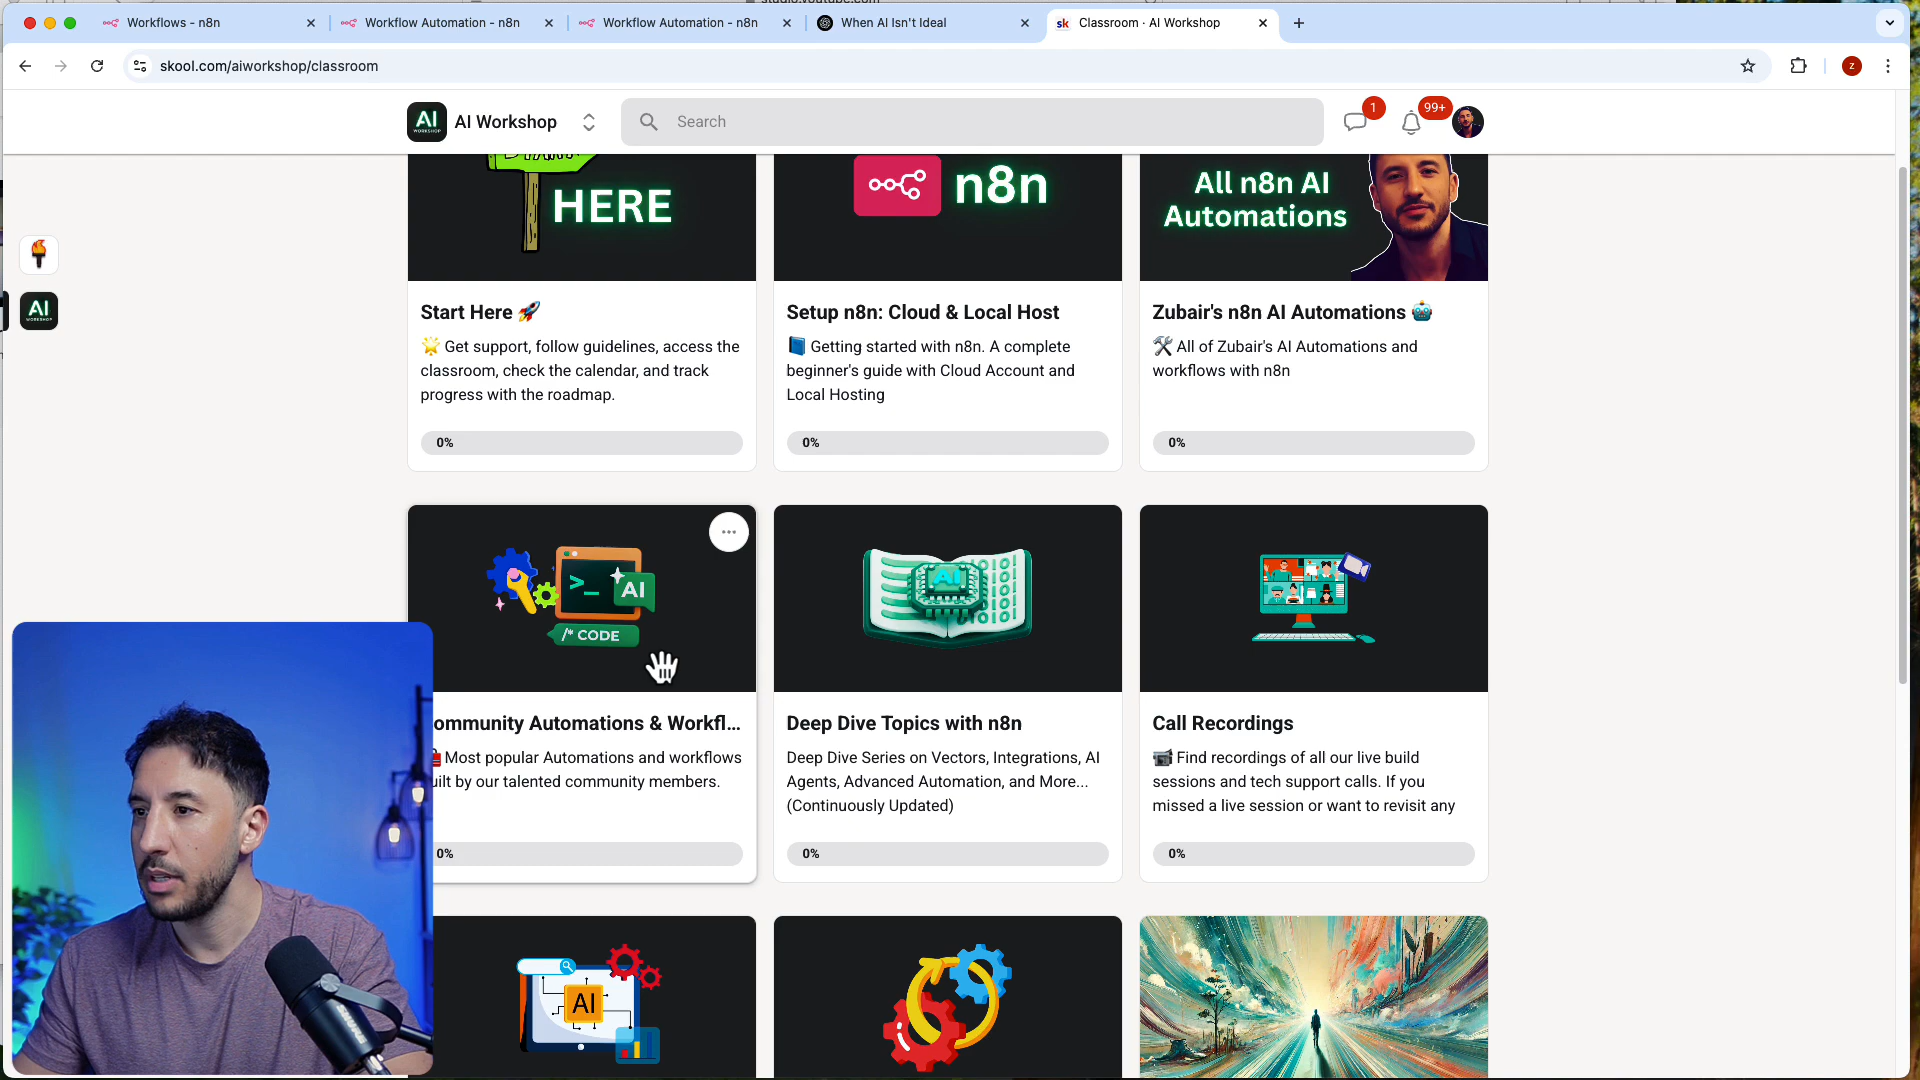 Workflows - n8n
Workflow Automation - n8n
Workflow Automation - n8n
When AI Isn't Ideal
sk
Classroom · AI Workshop
skool.com/aiworkshop/classroom
z
AI
WORKSHOP
AI Workshop
Search
1
99+
HERE
n8n
All n8n AI
Automations
AI
WORKSHOP
Start Here 🚀
🌟 Get support, follow guidelines, access the
classroom, check the calendar, and track
progress with the roadmap.
0%
Setup n8n: Cloud & Local Host
📘 Getting started with n8n. A complete
beginner's guide with Cloud Account and
Local Hosting
0%
Zubair's n8n AI Automations 🤖
🛠️ All of Zubair's AI Automations and
workflows with n8n
0%
>_
AI
/* CODE
AI
ommunity Automations & Workfl...
Most popular Automations and workflows
uilt by our talented community members.
0%
Deep Dive Topics with n8n
Deep Dive Series on Vectors, Integrations, AI
Agents, Advanced Automation, and More...
(Continuously Updated)
0%
Call Recordings
📹 Find recordings of all our live build
sessions and tech support calls. If you
missed a live session or want to revisit any
0%
AI